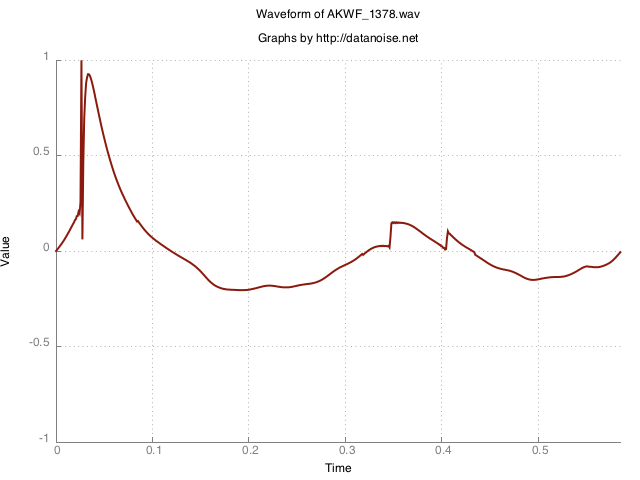 Waveform of AKWF_1378.wav
Graphs by http://datanoise.net
1
0.5
0
-0.5
-1
Value
0 0.1 0.2 0.3 0.4 0.5
Time